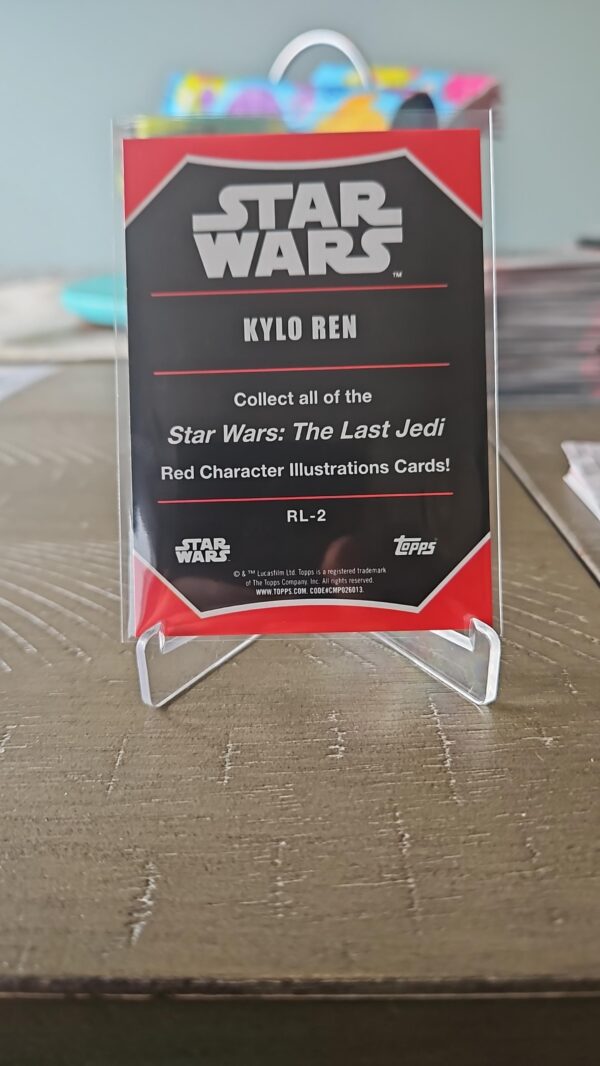 STAR
WARS
™
KYLO REN
Collect all of the
Star Wars: The Last Jedi
Red Character Illustrations Cards!
RL-2
STAR
WARS
topps
© & ™ Lucasfilm Ltd. Topps is a registered trademark
of The Topps Company, Inc. All rights reserved.
WWW.TOPPS.COM. CODE#CMP026013.